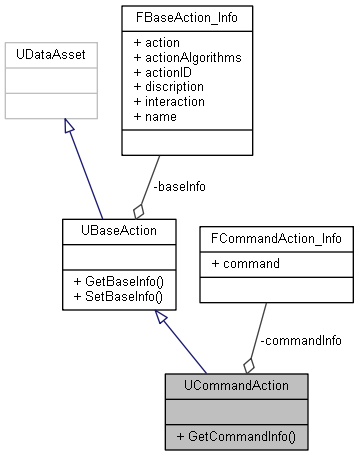 FBaseAction_Info
+ action
+ actionAlgorithms
+ actionID
+ discription
+ interaction
+ name
UDataAsset
-baseInfo
UBaseAction
+ GetBaseInfo()
+ SetBaseInfo()
FCommandAction_Info
+ command
-commandInfo
UCommandAction
+ GetCommandInfo()